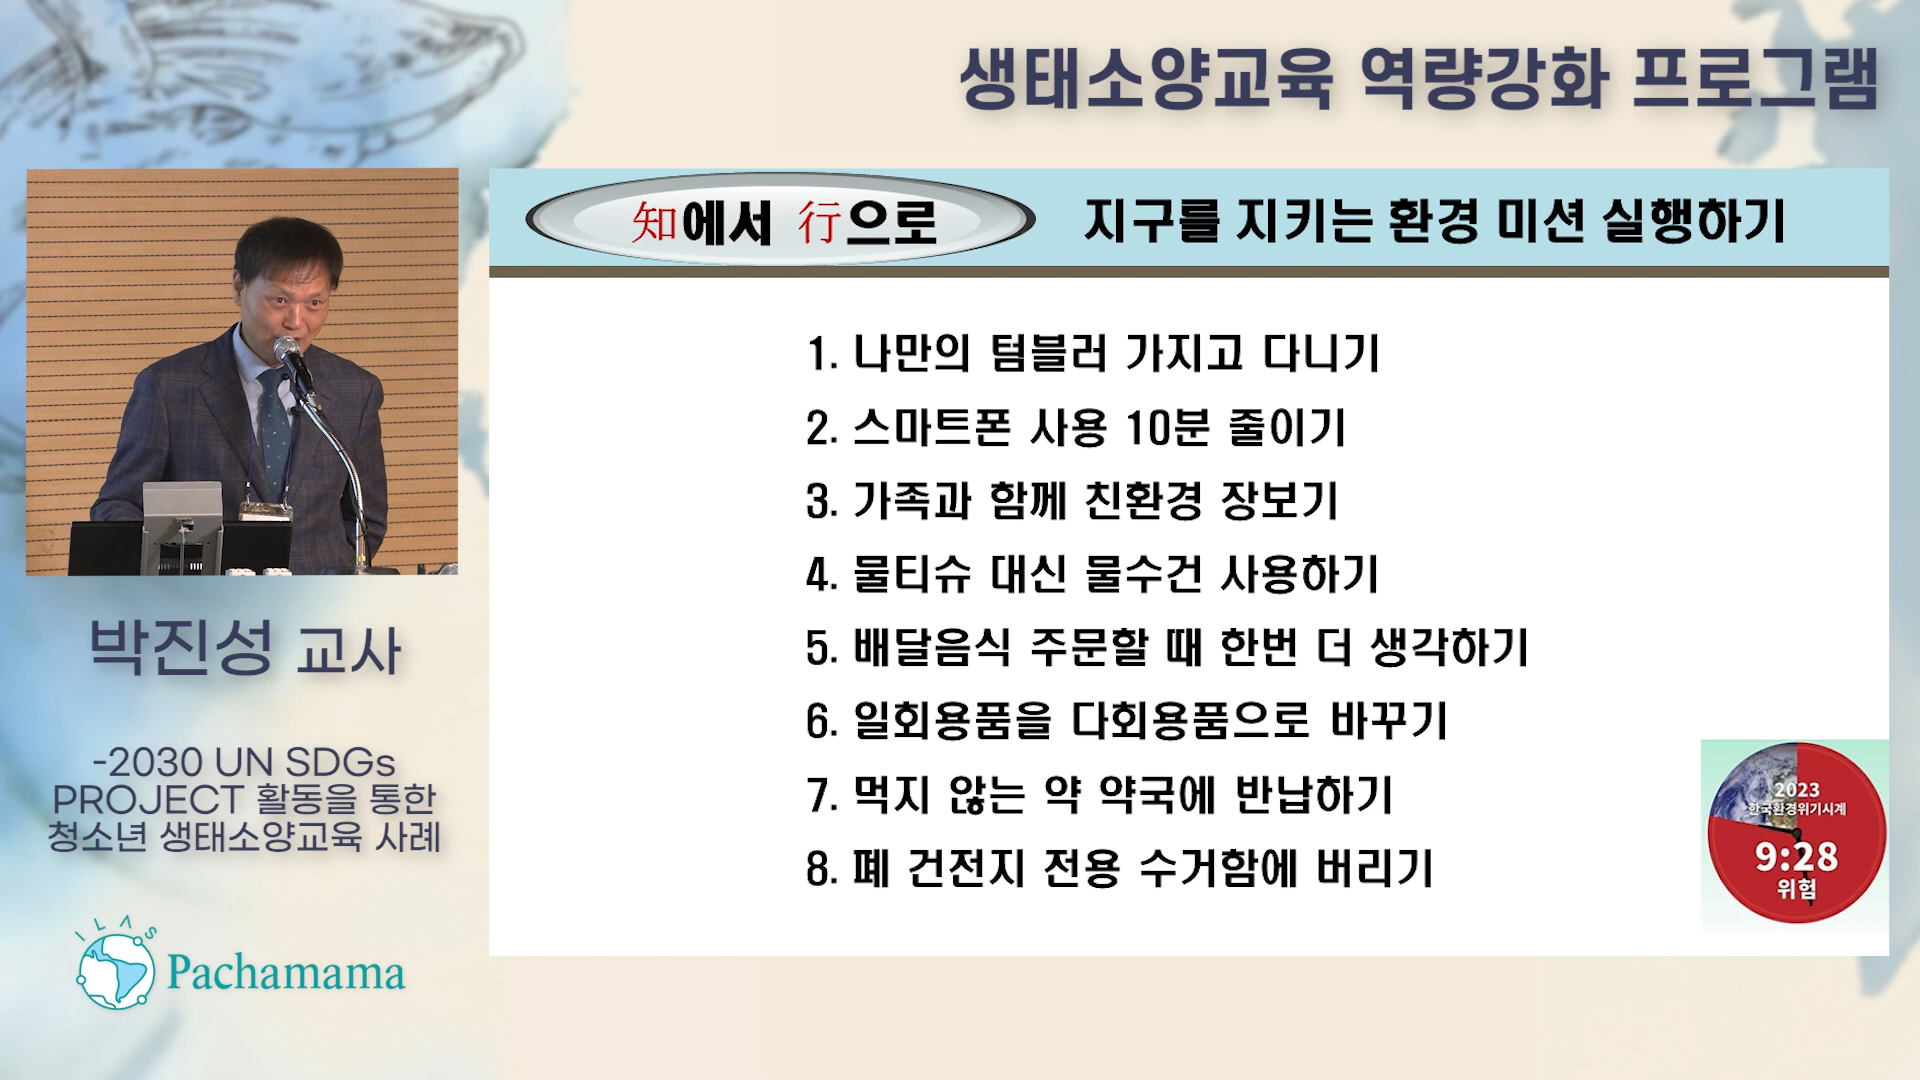 생태소양교육 역량강화 프로그램
知에서 行으로
지구를 지키는 환경 미션 실행하기
1. 나만의 텀블러 가지고 다니기
2. 스마트폰 사용 10분 줄이기
3. 가족과 함께 친환경 장보기
4. 물티슈 대신 물수건 사용하기
5. 배달음식 주문할 때 한번 더 생각하기
6. 일회용품을 다회용품으로 바꾸기
7. 먹지 않는 약 약국에 반납하기
8. 폐 건전지 전용 수거함에 버리기
2023
한국환경위기시계
9:28
위험
박진성 교사
-2030 UN SDGs
PROJECT 활동을 통한
청소년 생태소양교육 사례
ILAS
Pachamama